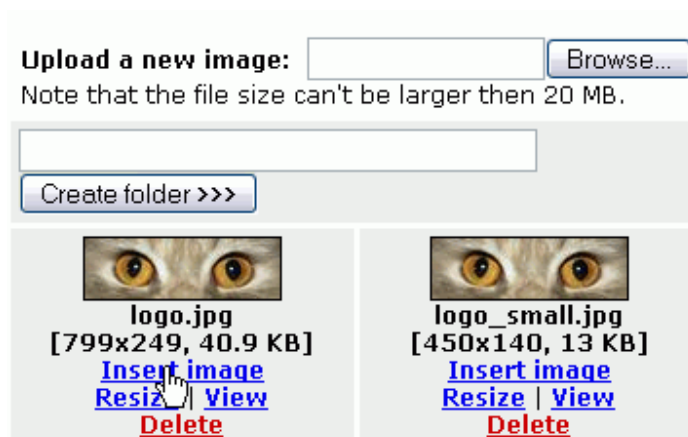 Upload a new image: Browse...
Note that the file size can't be larger then 20 MB.
Create folder >>>
logo.jpg logo_small.jpg
[799x249, 40.9 KB] [450x140, 13 KB]
Insert image Insert image
Resize | View Resize | View
Delete Delete